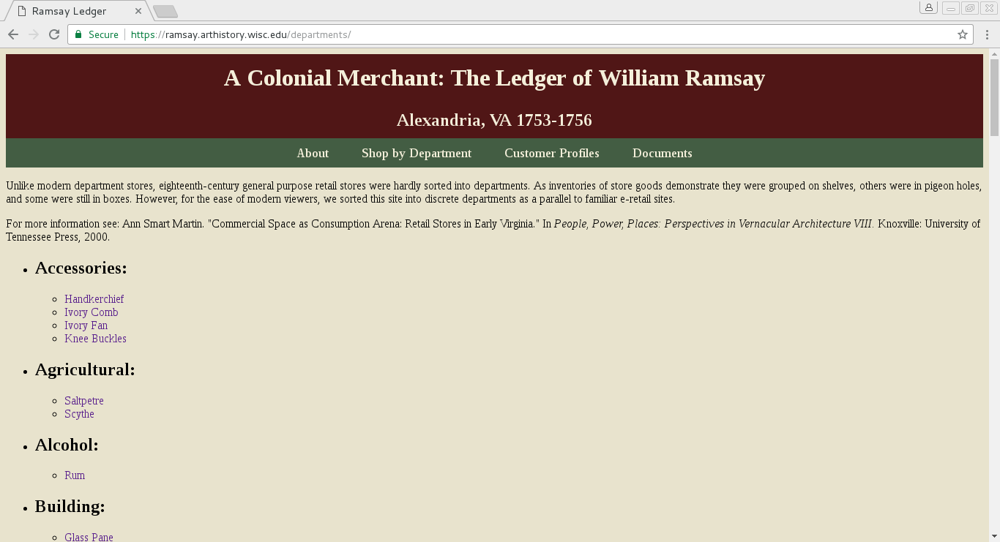 Ramsay Ledger
Secure
https://ramsay.arthistory.wisc.edu/departments/
A Colonial Merchant: The Ledger of William Ramsay
Alexandria, VA 1753-1756
About Shop by Department Customer Profiles Documents
Unlike modern department stores, eighteenth-century general purpose retail stores were hardly sorted into departments. As inventories of store goods demonstrate they were grouped on shelves, others were in pigeon holes,
and some were still in boxes. However, for the ease of modern viewers, we sorted this site into discrete departments as a parallel to familiar e-retail sites.
For more information see: Ann Smart Martin. "Commercial Space as Consumption Arena: Retail Stores in Early Virginia." In People, Power, Places: Perspectives in Vernacular Architecture VIII. Knoxville: University of
Tennessee Press, 2000.
Accessories:
Handkerchief
Ivory Comb
Ivory Fan
Knee Buckles
Agricultural:
Saltpetre
Scythe
Alcohol:
Rum
Building:
Glass Pane